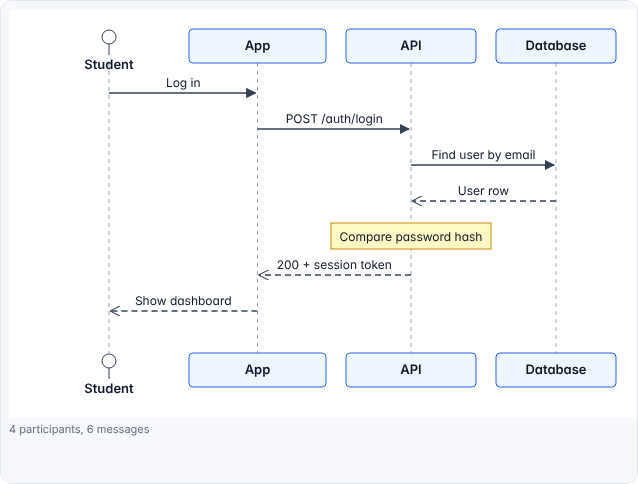 App API Database
Student
Log in
POST /auth/login
Find user by email
User row
Compare password hash
200 + session token
Show dashboard
App API Database
Student
4 participants, 6 messages